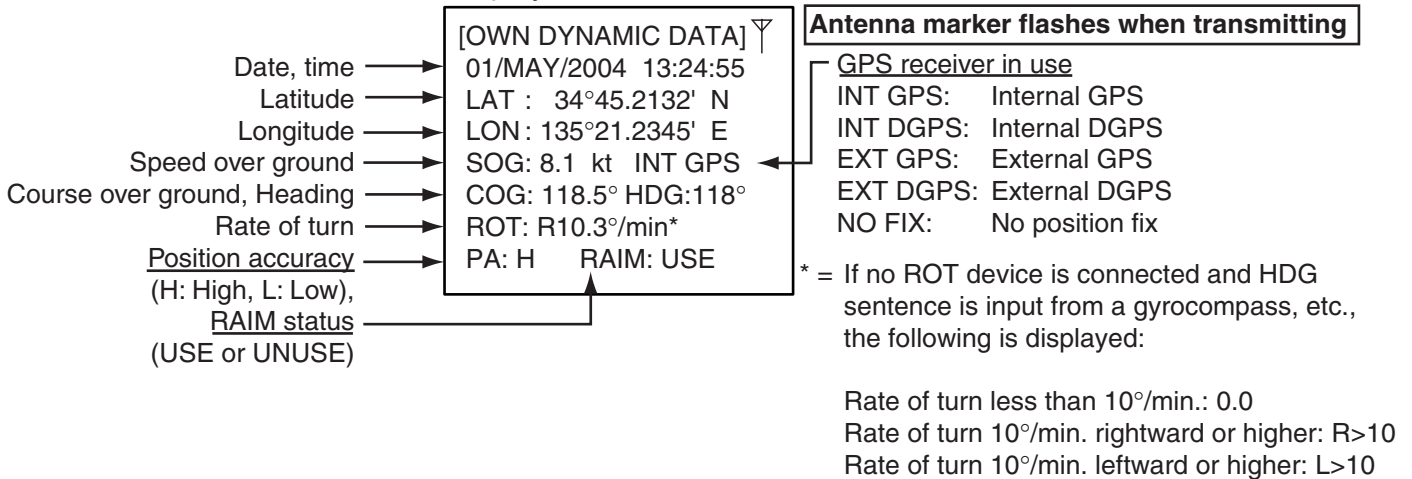 [OWN DYNAMIC DATA]
01/MAY/2004 13:24:55
LAT : 34°45.2132' N
LON : 135°21.2345' E
SOG: 8.1 kt INT GPS
COG: 118.5° HDG:118°
ROT: R10.3°/min*
PA: H RAIM: USE
Date, time
Latitude
Longitude
Speed over ground
Course over ground, Heading
Rate of turn
Position accuracy
(H: High, L: Low),
RAIM status
(USE or UNUSE)
Antenna marker flashes when transmitting
GPS receiver in use
INT GPS: Internal GPS
INT DGPS: Internal DGPS
EXT GPS: External GPS
EXT DGPS: External DGPS
NO FIX: No position fix
* = If no ROT device is connected and HDG
sentence is input from a gyrocompass, etc.,
the following is displayed:
Rate of turn less than 10°/min.: 0.0
Rate of turn 10°/min. rightward or higher: R>10
Rate of turn 10°/min. leftward or higher: L>10